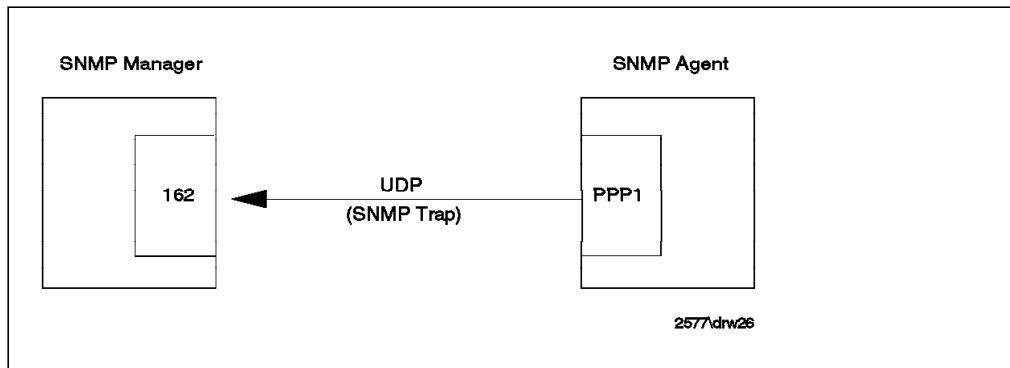 SNMP Manager
SNMP Agent
162
UDP
(SNMP Trap)
PPP1
2577\drw26